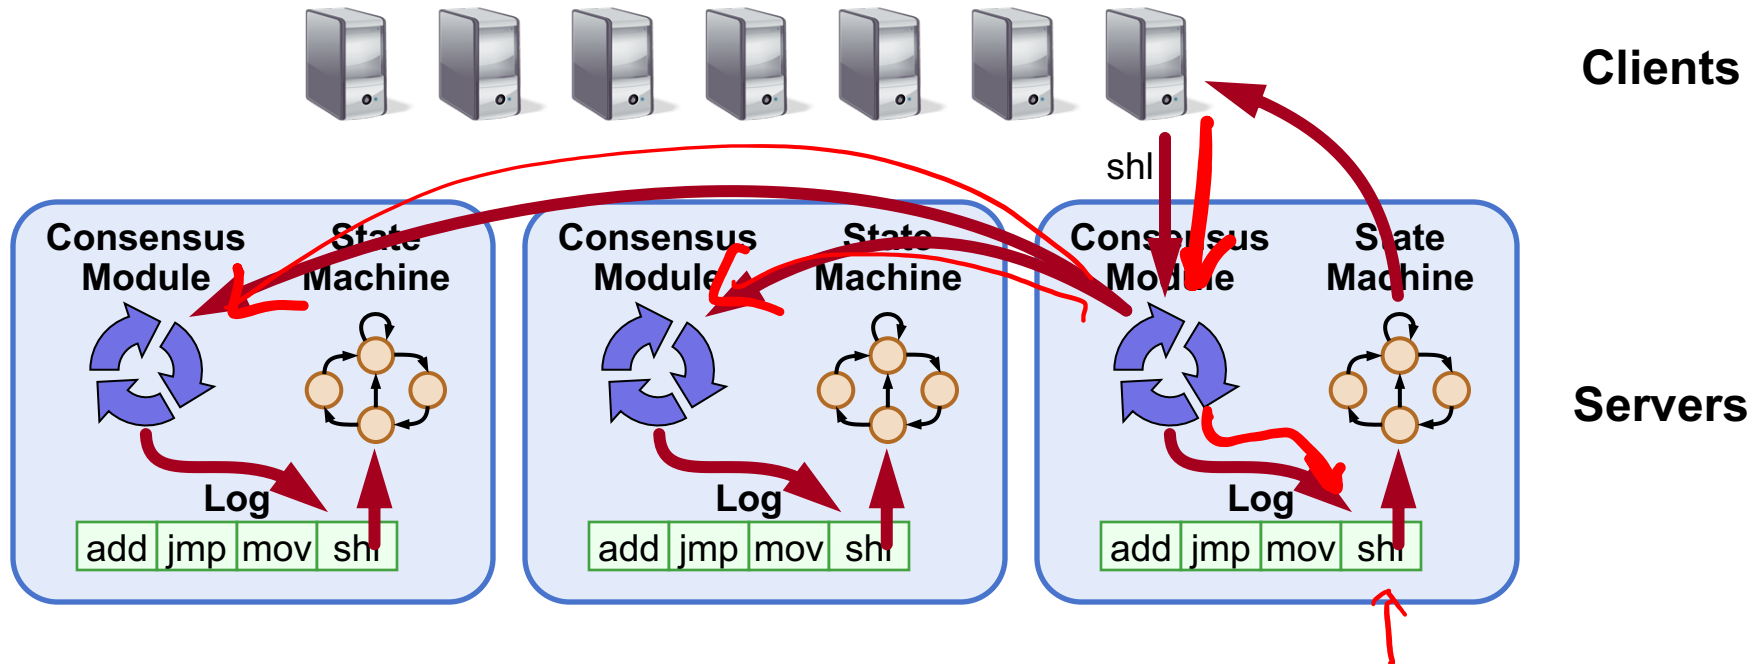 Clients
shl
Consensus Module
State Machine
Consensus Module
State Machine
Consensus Module
State Machine
Servers
Log
Log
Log
add jmp mov shl
add jmp mov shl
add jmp mov shl